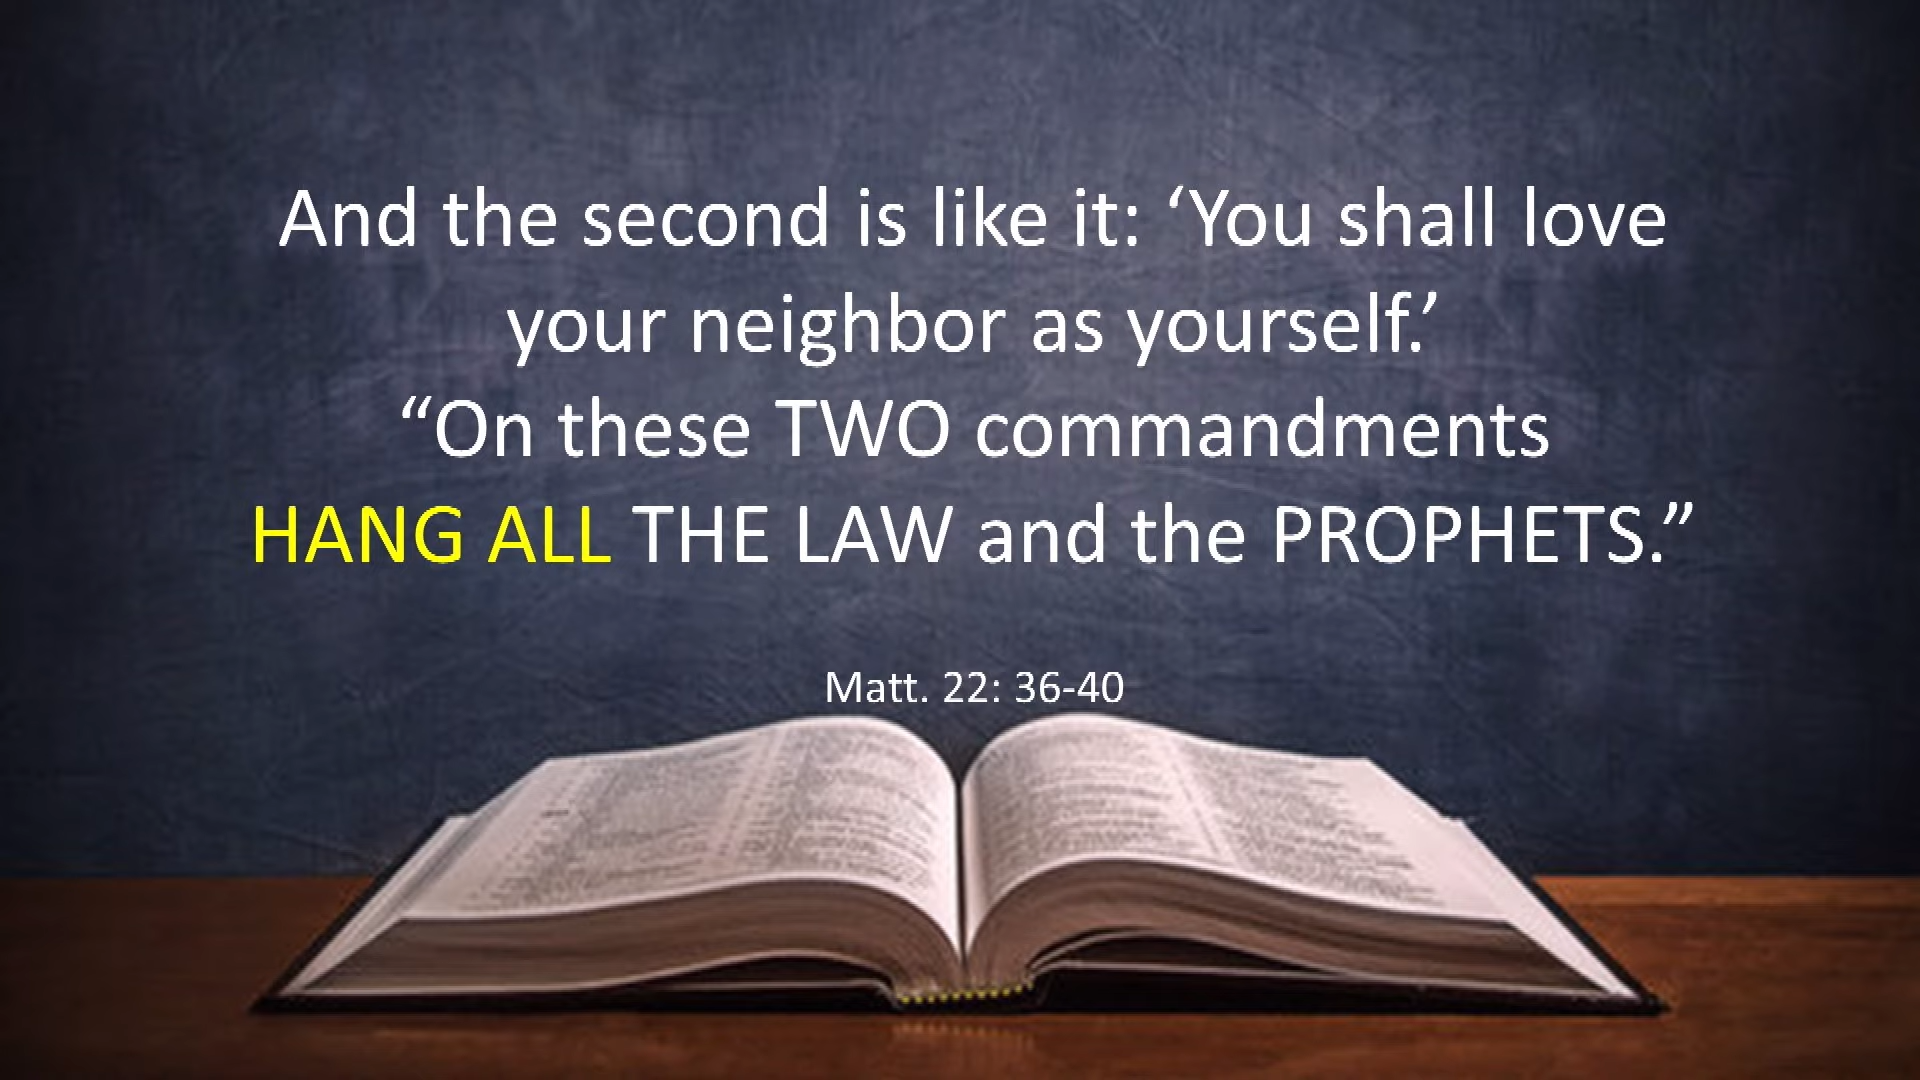 And the second is like it: ‘You shall love
your neighbor as yourself.’
“On these TWO commandments
HANG ALL THE LAW and the PROPHETS.”
Matt. 22: 36-40